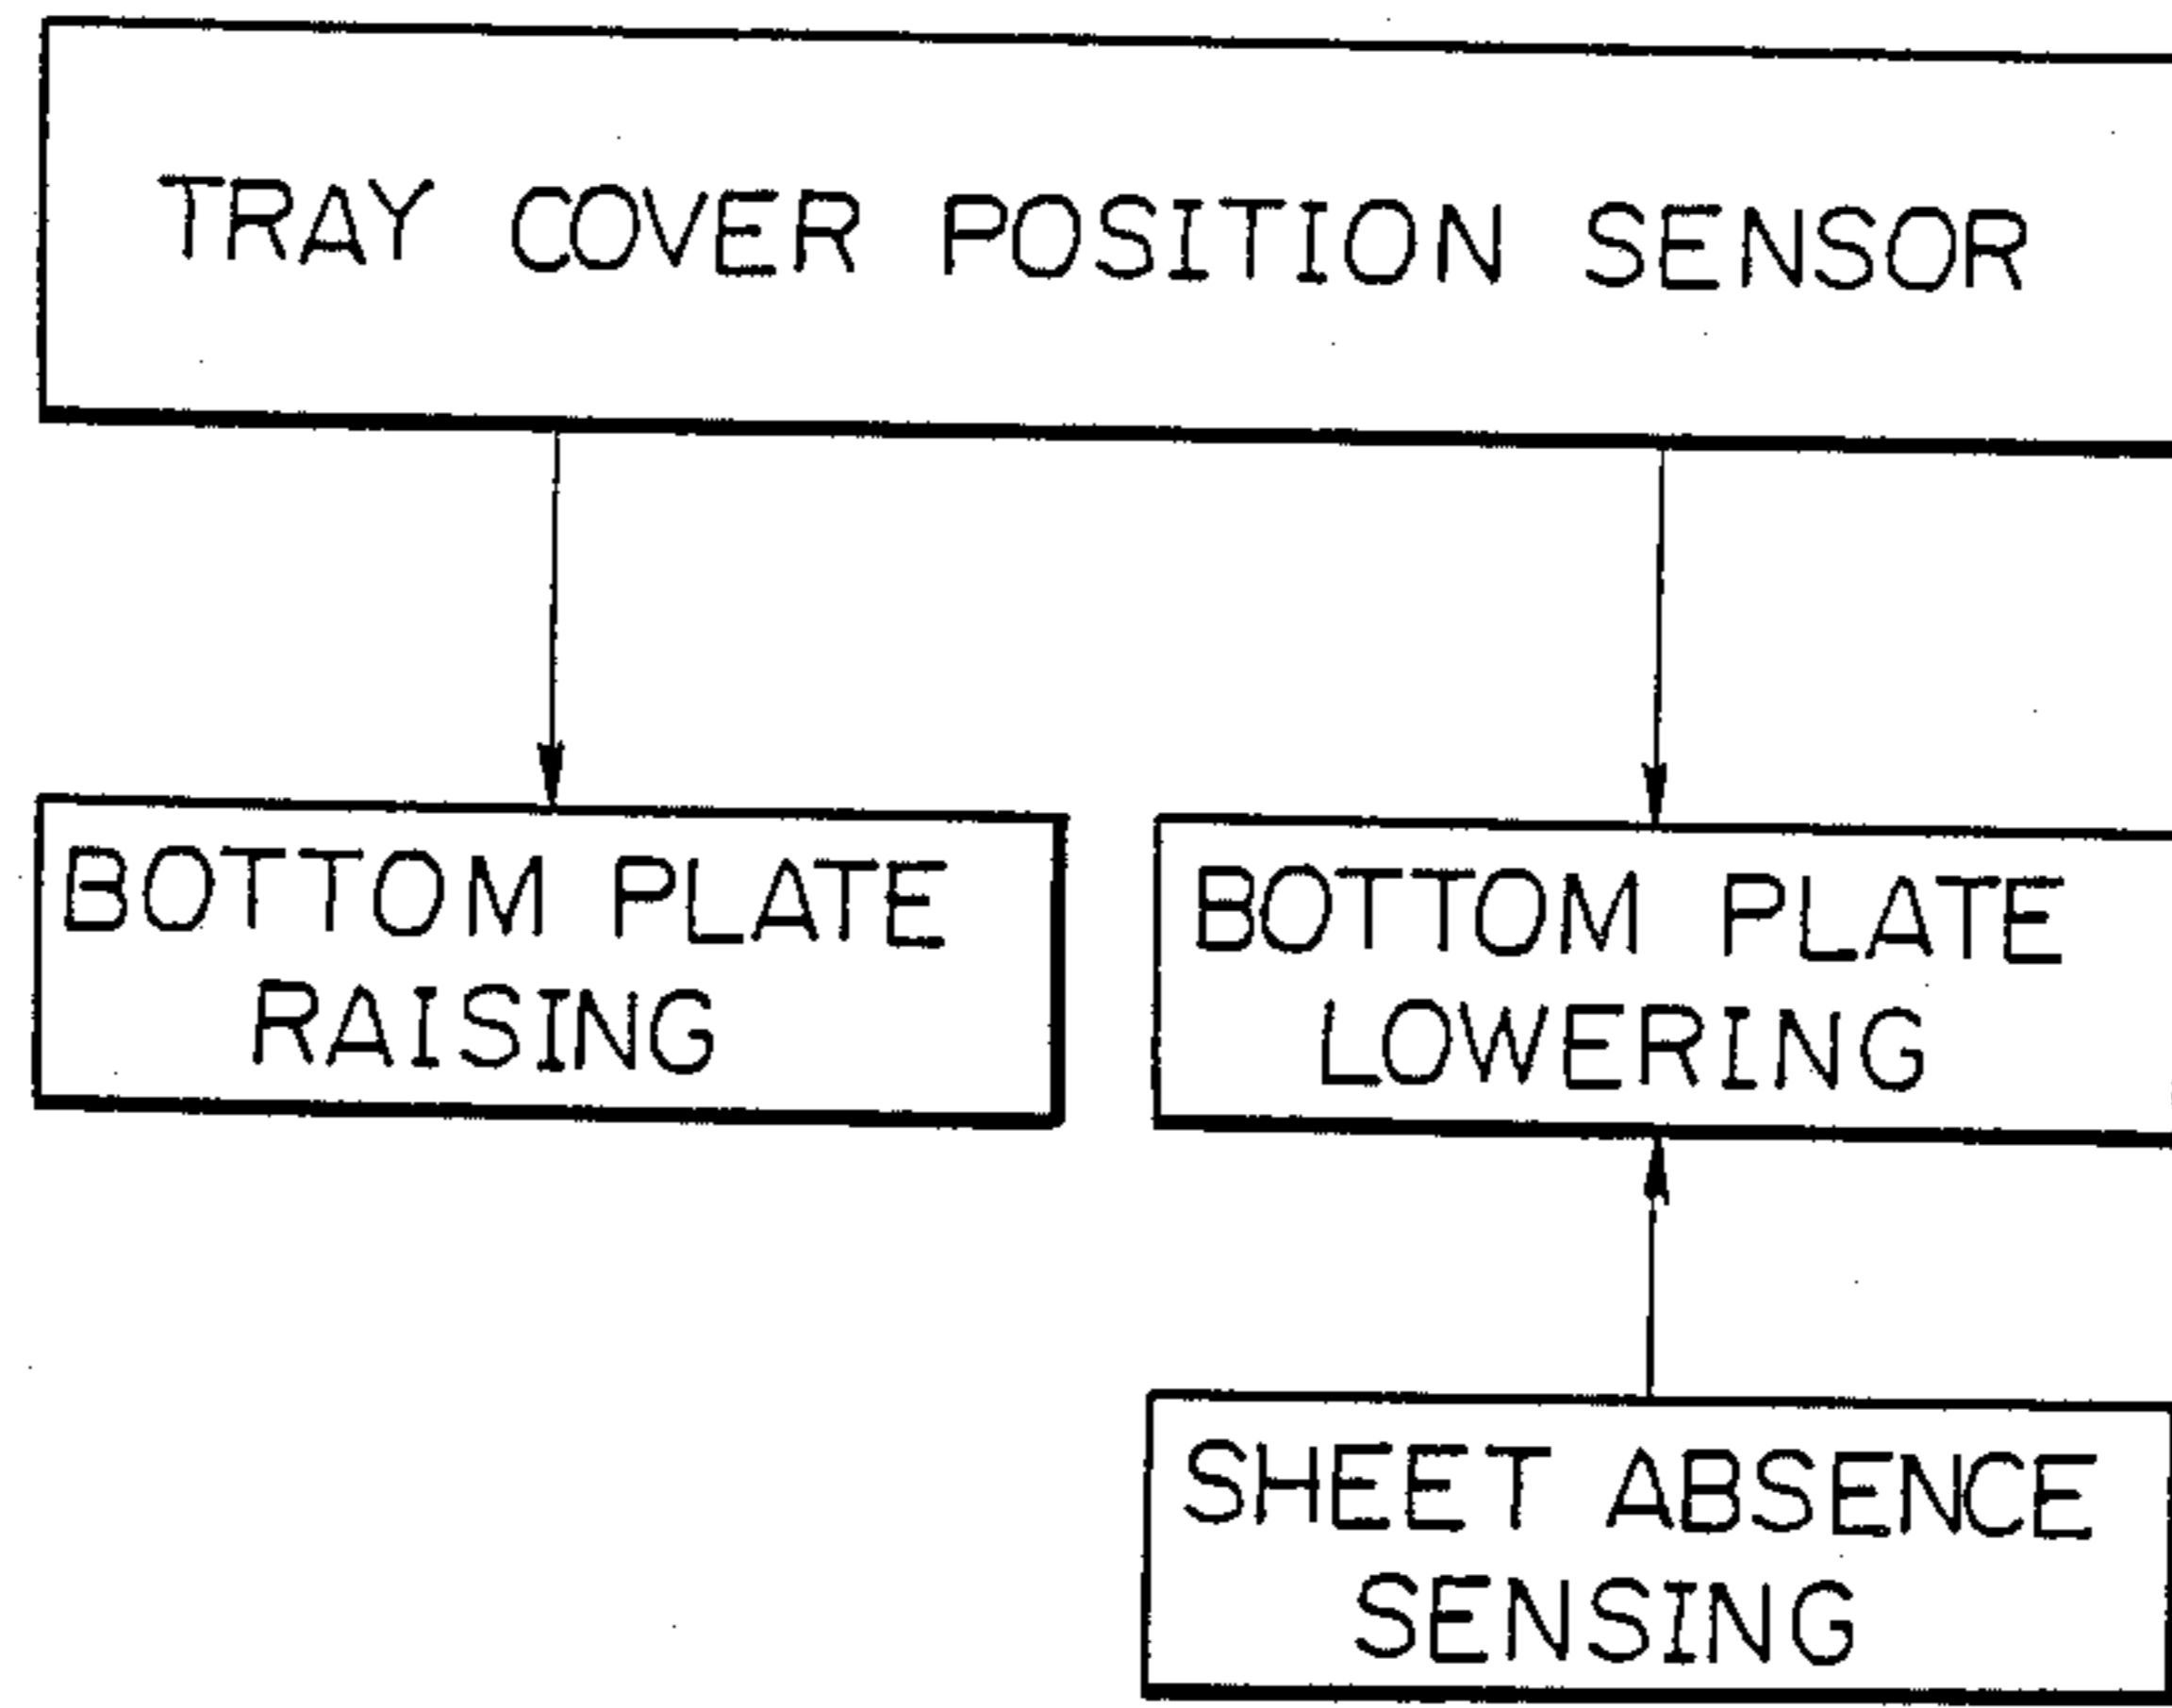 TRAY COVER POSITION SENSOR
BOTTOM PLATE
RAISING
BOTTOM PLATE
LOWERING
SHEET ABSENCE
SENSING